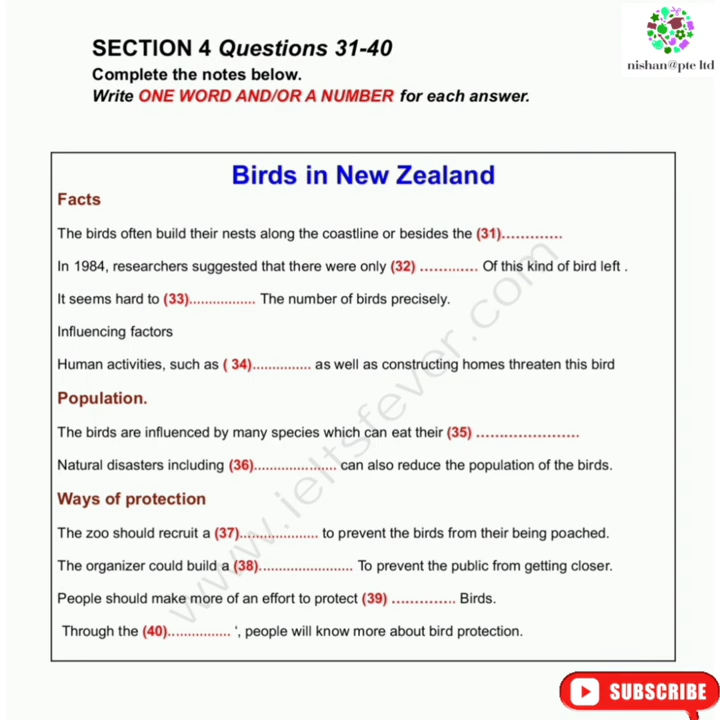 nishan@pte ltd
SECTION 4 Questions 31-40
Complete the notes below.
Write ONE WORD AND/OR A NUMBER for each answer.
Birds in New Zealand
Facts
The birds often build their nests along the coastline or besides the (31).............
In 1984, researchers suggested that there were only (32) ............. Of this kind of bird left .
It seems hard to (33)................. The number of birds precisely.
Influencing factors
Human activities, such as ( 34)............... as well as constructing homes threaten this bird
Population.
The birds are influenced by many species which can eat their (35) ......................
Natural disasters including (36)..................... can also reduce the population of the birds.
Ways of protection
The zoo should recruit a (37).................... to prevent the birds from their being poached.
The organizer could build a (38)........................ To prevent the public from getting closer.
People should make more of an effort to protect (39) .............. Birds.
Through the (40)................ ', people will know more about bird protection.
www.ieltsfever.com
SUBSCRIBE